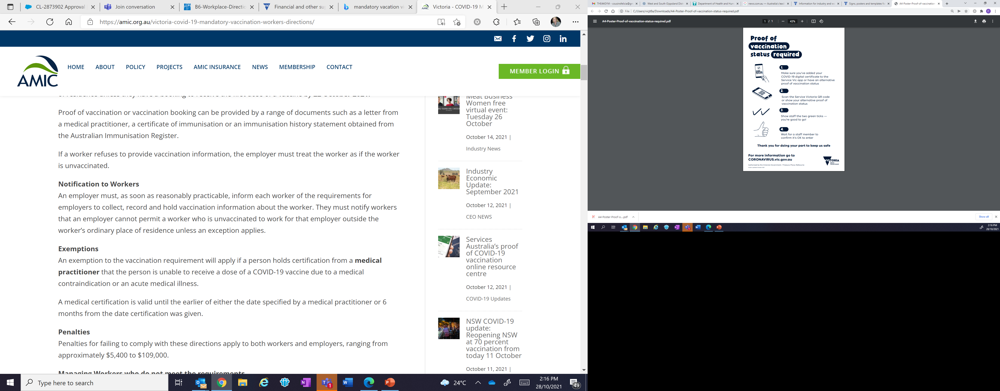 CL-2873902 Approval
Join conversation
B6-Workplace-Directio
Financial and other su
mandatory vacation vi
Victoria - COVID-19 M
https://amic.org.au/victoria-covid-19-mandatory-vaccination-workers-directions/
AMIC
HOME ABOUT POLICY PROJECTS AMIC INSURANCE NEWS MEMBERSHIP CONTACT
MEMBER LOGIN
Proof of vaccination or vaccination booking can be provided by a range of documents such as a letter from
a medical practitioner, a certificate of immunisation or an immunisation history statement obtained from
the Australian Immunisation Register.
If a worker refuses to provide vaccination information, the employer must treat the worker as if the worker
is unvaccinated.
Notification to Workers
An employer must, as soon as reasonably practicable, inform each worker of the requirements for
employers to collect, record and hold vaccination information about the worker. They must notify workers
that an employer cannot permit a worker who is unvaccinated to work for that employer outside the
worker's ordinary place of residence unless an exception applies.
Exemptions
An exemption to the vaccination requirement will apply if a person holds certification from a medical
practitioner that the person is unable to receive a dose of a COVID-19 vaccine due to a medical
contraindication or an acute medical illness.
A medical certification is valid until the earlier of either the date specified by a medical practitioner or 6
months from the date certification was given.
Penalties
Penalties for failing to comply with these directions apply to both workers and employers, ranging from
approximately $5,400 to $109,000.
Managing Workers who do not meet the requirements
Meat Business
Women free
virtual event:
Tuesday 26
October
October 14, 2021 |
Industry News
Industry
Economic
Update:
September 2021
October 12, 2021 |
CEO NEWS
Services
Australia's proof
of COVID-19
vaccination
online resource
centre
October 12, 2021 |
COVID-19 Updates
NSW COVID-19
update:
Reopening NSW
at 70 percent
vaccination from
today 11 October
October 11, 2021 |
Type here to search
24°C
2:16 PM
28/10/2021
49
THE44GYM - cousinsfelicia@gm
West and South Gippsland Distri
Department of Health and Hum
news.com.au — Australia's leadi
Information for industry and wo
Signs, posters and templates fo
A4-Poster-Proof-of-vaccination-
File | C:/Users/vicjt8a/Downloads/A4-Poster-Proof-of-vaccination-status-required.pdf
A4-Poster-Proof-of-vaccination-status-required.pdf
1 / 1
42%
Proof of
vaccination
status required
1.
Make sure you've added your
COVID-19 digital certificate to the
Service Vic app or have an alternative
proof of vaccination status
2.
Scan the Service Victoria QR code
or show your alternative proof of
vaccination status
3.
Show staff the two green ticks —
you're good to go!
4.
Wait for a staff member to
confirm it's OK to enter
Thank you for doing your part to keep us safe
For more information go to
CORONAVIRUS.vic.gov.au
Authorised by the Victorian Government, 1 Treasury Place, Melbourne
VICTORIA
State
Government
A4-Poster-Proof-o....pdf
Show all
2:16 PM
28/10/2021